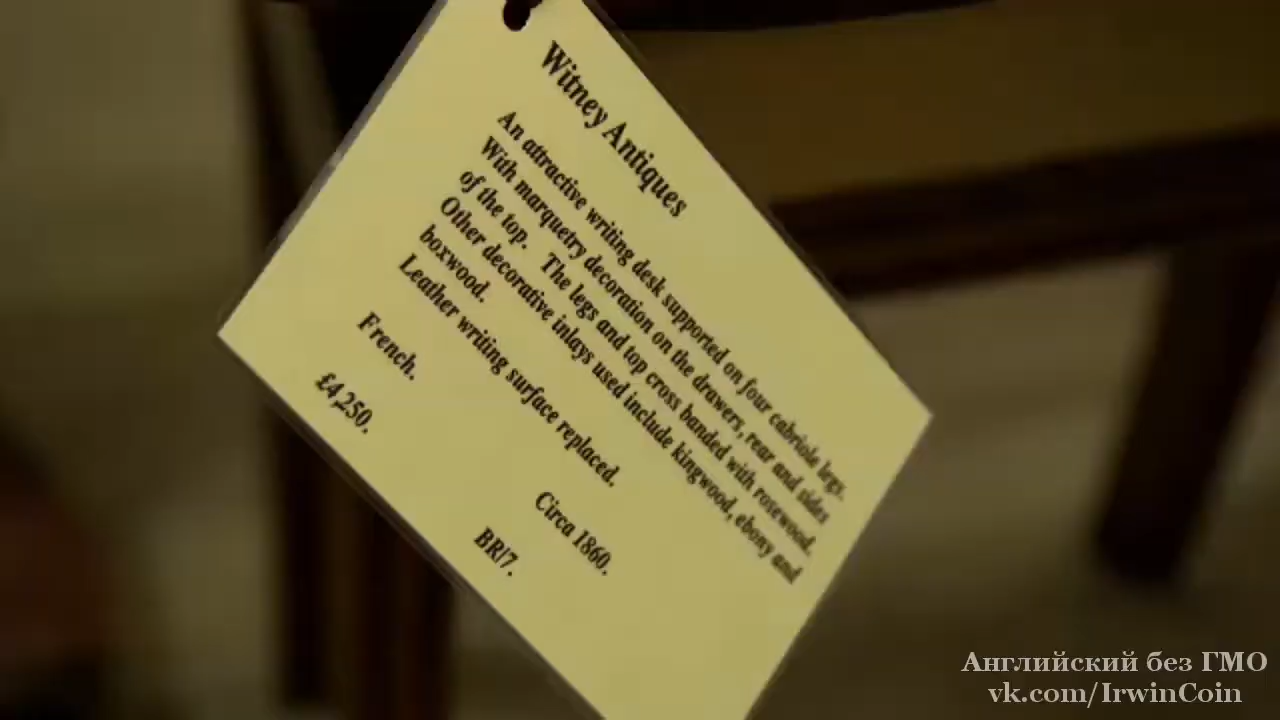 Witney Antiques
An attractive writing desk supported on four cabriole legs.
With marquetry decoration on the drawers, rear and sides
of the top. The legs and top cross banded with rosewood.
Other decorative inlays used include kingwood, ebony and
boxwood.
Leather writing surface replaced.
French.
Circa 1860.
£4,250.
BR/7.
Английский без ГМО
vk.com/IrwinCoin